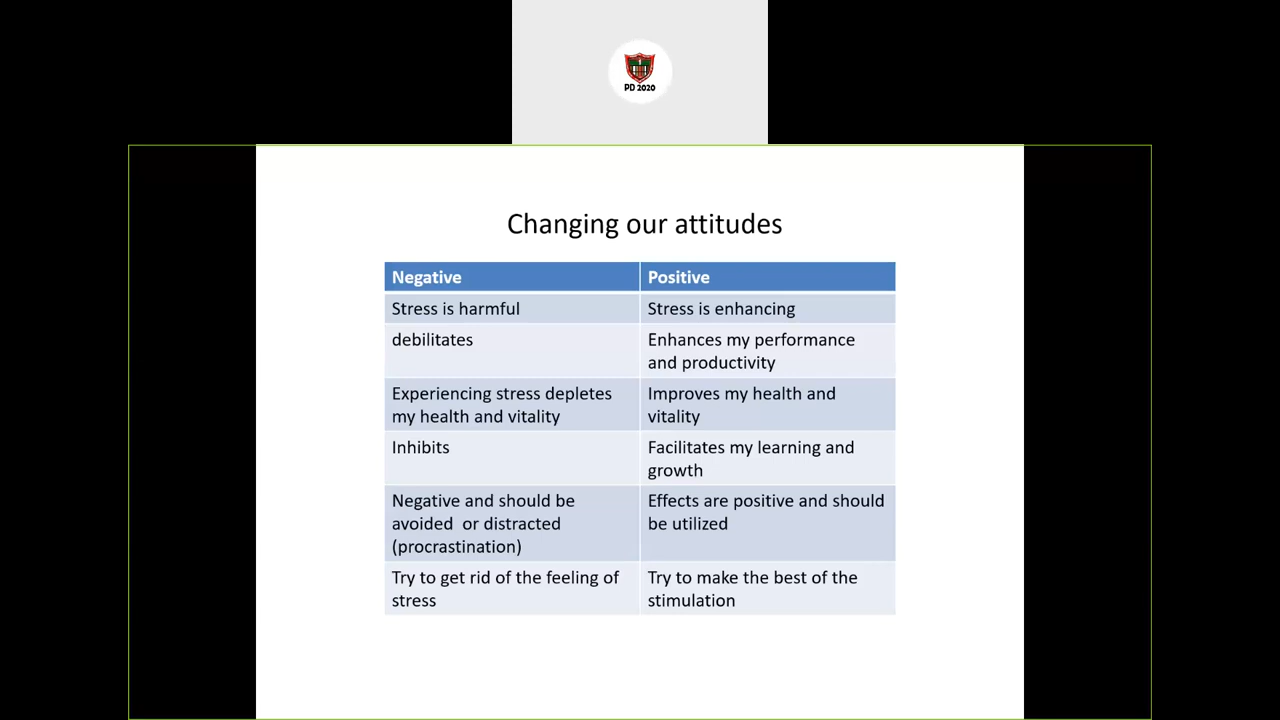 PD 2020
Changing our attitudes
Negative
Positive
Stress is harmful
Stress is enhancing
debilitates
Enhances my performance
and productivity
Experiencing stress depletes
my health and vitality
Improves my health and
vitality
Inhibits
Facilitates my learning and
growth
Negative and should be
avoided  or distracted
(procrastination)
Effects are positive and should
be utilized
Try to get rid of the feeling of
stress
Try to make the best of the
stimulation